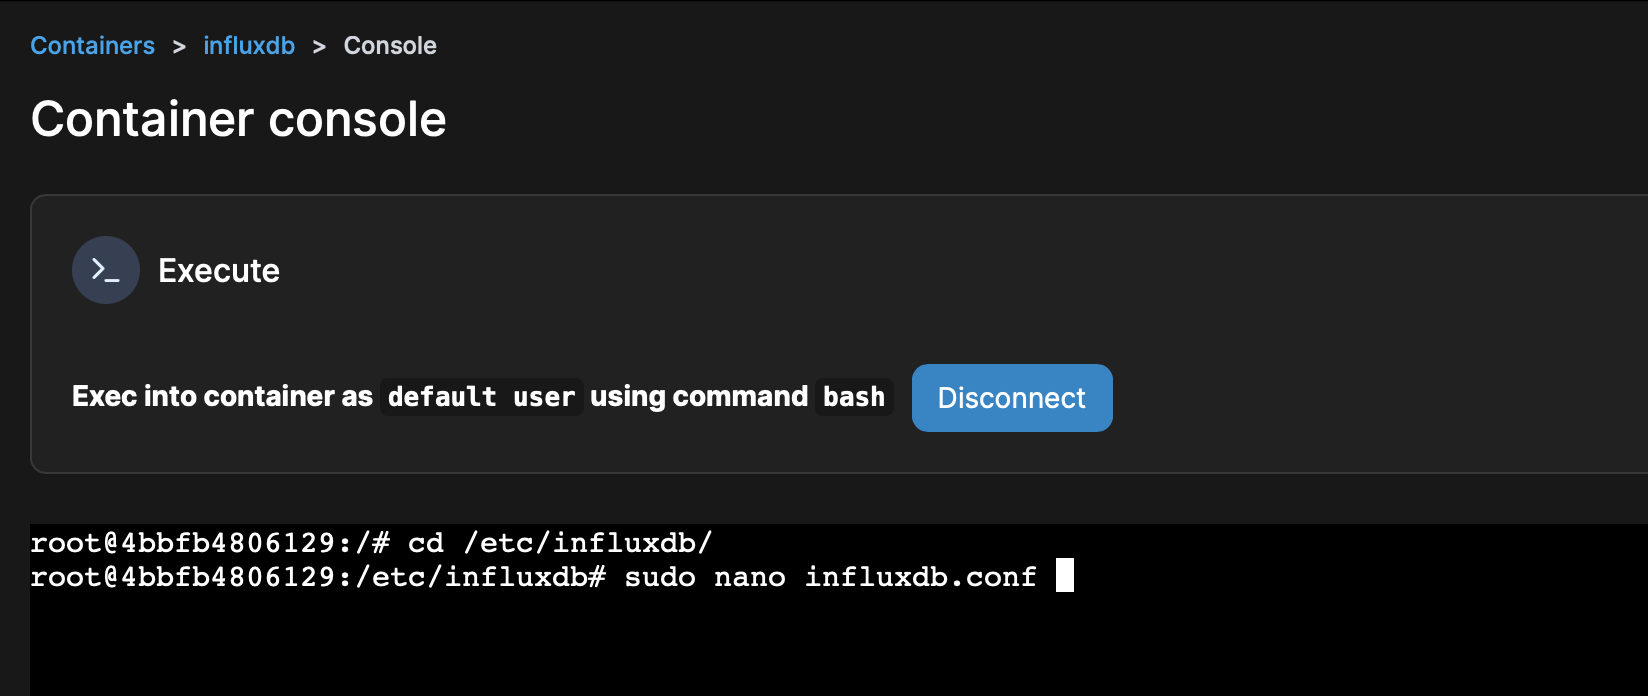 Containers > influxdb > Console
Container console
>_ Execute
Exec into container as default user using command bash Disconnect
root@4bbfb4806129:/# cd /etc/influxdb/
root@4bbfb4806129:/etc/influxdb# sudo nano influxdb.conf